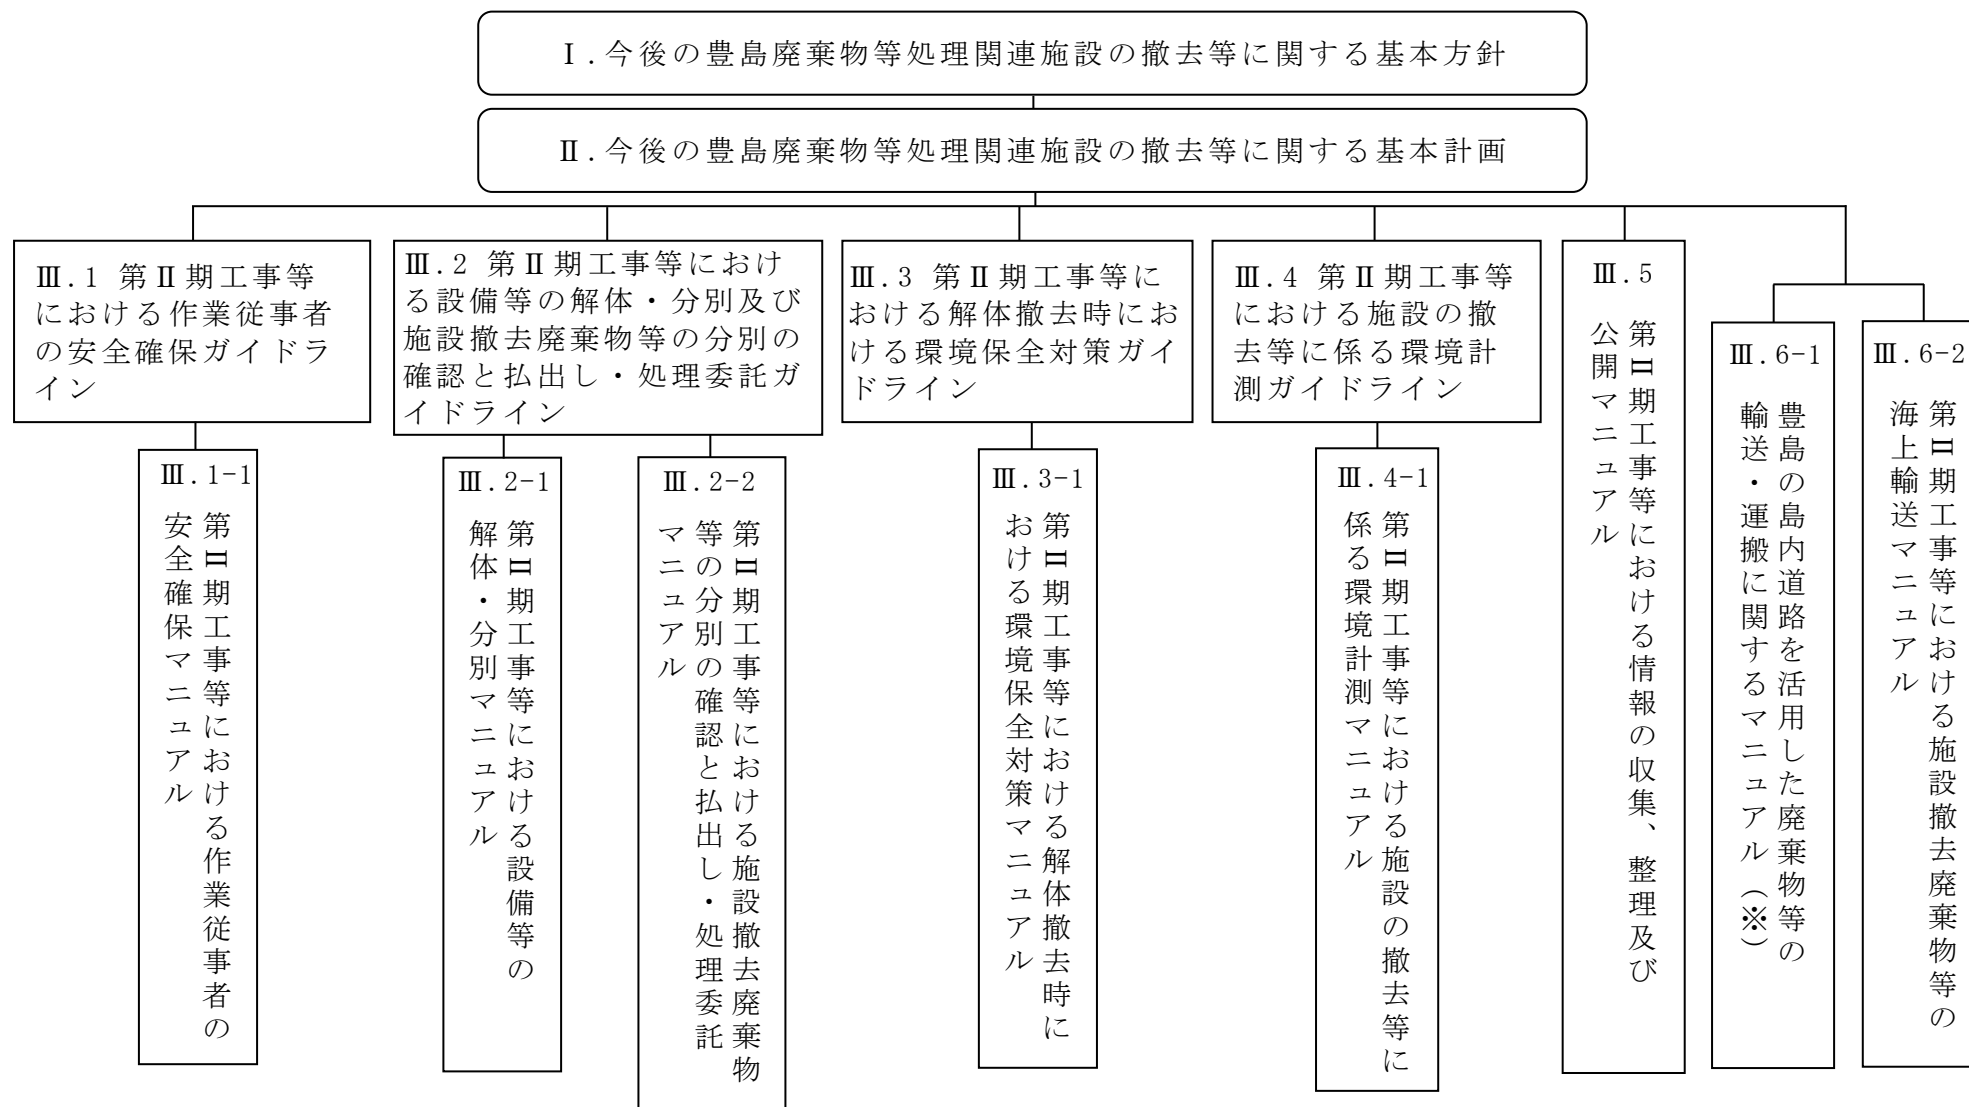 Ⅰ.今後の豊島廃棄物等処理関連施設の撤去等に関する基本方針
Ⅱ.今後の豊島廃棄物等処理関連施設の撤去等に関する基本計画
Ⅲ.1 第Ⅱ期工事等
における作業従事者
の安全確保ガイドラ
イン
Ⅲ.2 第Ⅱ期工事等におけ
る設備等の解体・分別及び
施設撤去廃棄物等の分別の
確認と払出し・処理委託ガ
イドライン
Ⅲ.3 第Ⅱ期工事等に
おける解体撤去時にお
ける環境保全対策ガイ
ドライン
Ⅲ.4 第Ⅱ期工事等
における施設の撤
去等に係る環境計
測ガイドライン
Ⅲ.5
第Ⅱ期工事等における情報の収集、整理及び
公開マニュアル
Ⅲ.6-1
豊島の島内道路を活用した廃棄物等の
輸送・運搬に関するマニュアル(※)
Ⅲ.6-2
第Ⅱ期工事等における施設撤去廃棄物等の
海上輸送マニュアル
Ⅲ.1-1
第Ⅱ期工事等における作業従事者の
安全確保マニュアル
Ⅲ.2-1
第Ⅱ期工事等における設備等の
解体・分別マニュアル
Ⅲ.2-2
第Ⅱ期工事等における施設撤去廃棄物
等の分別の確認と払出し・処理委託
マニュアル
Ⅲ.3-1
第Ⅱ期工事等における解体撤去時に
おける環境保全対策マニュアル
Ⅲ.4-1
第Ⅱ期工事等における施設の撤去等に
係る環境計測マニュアル